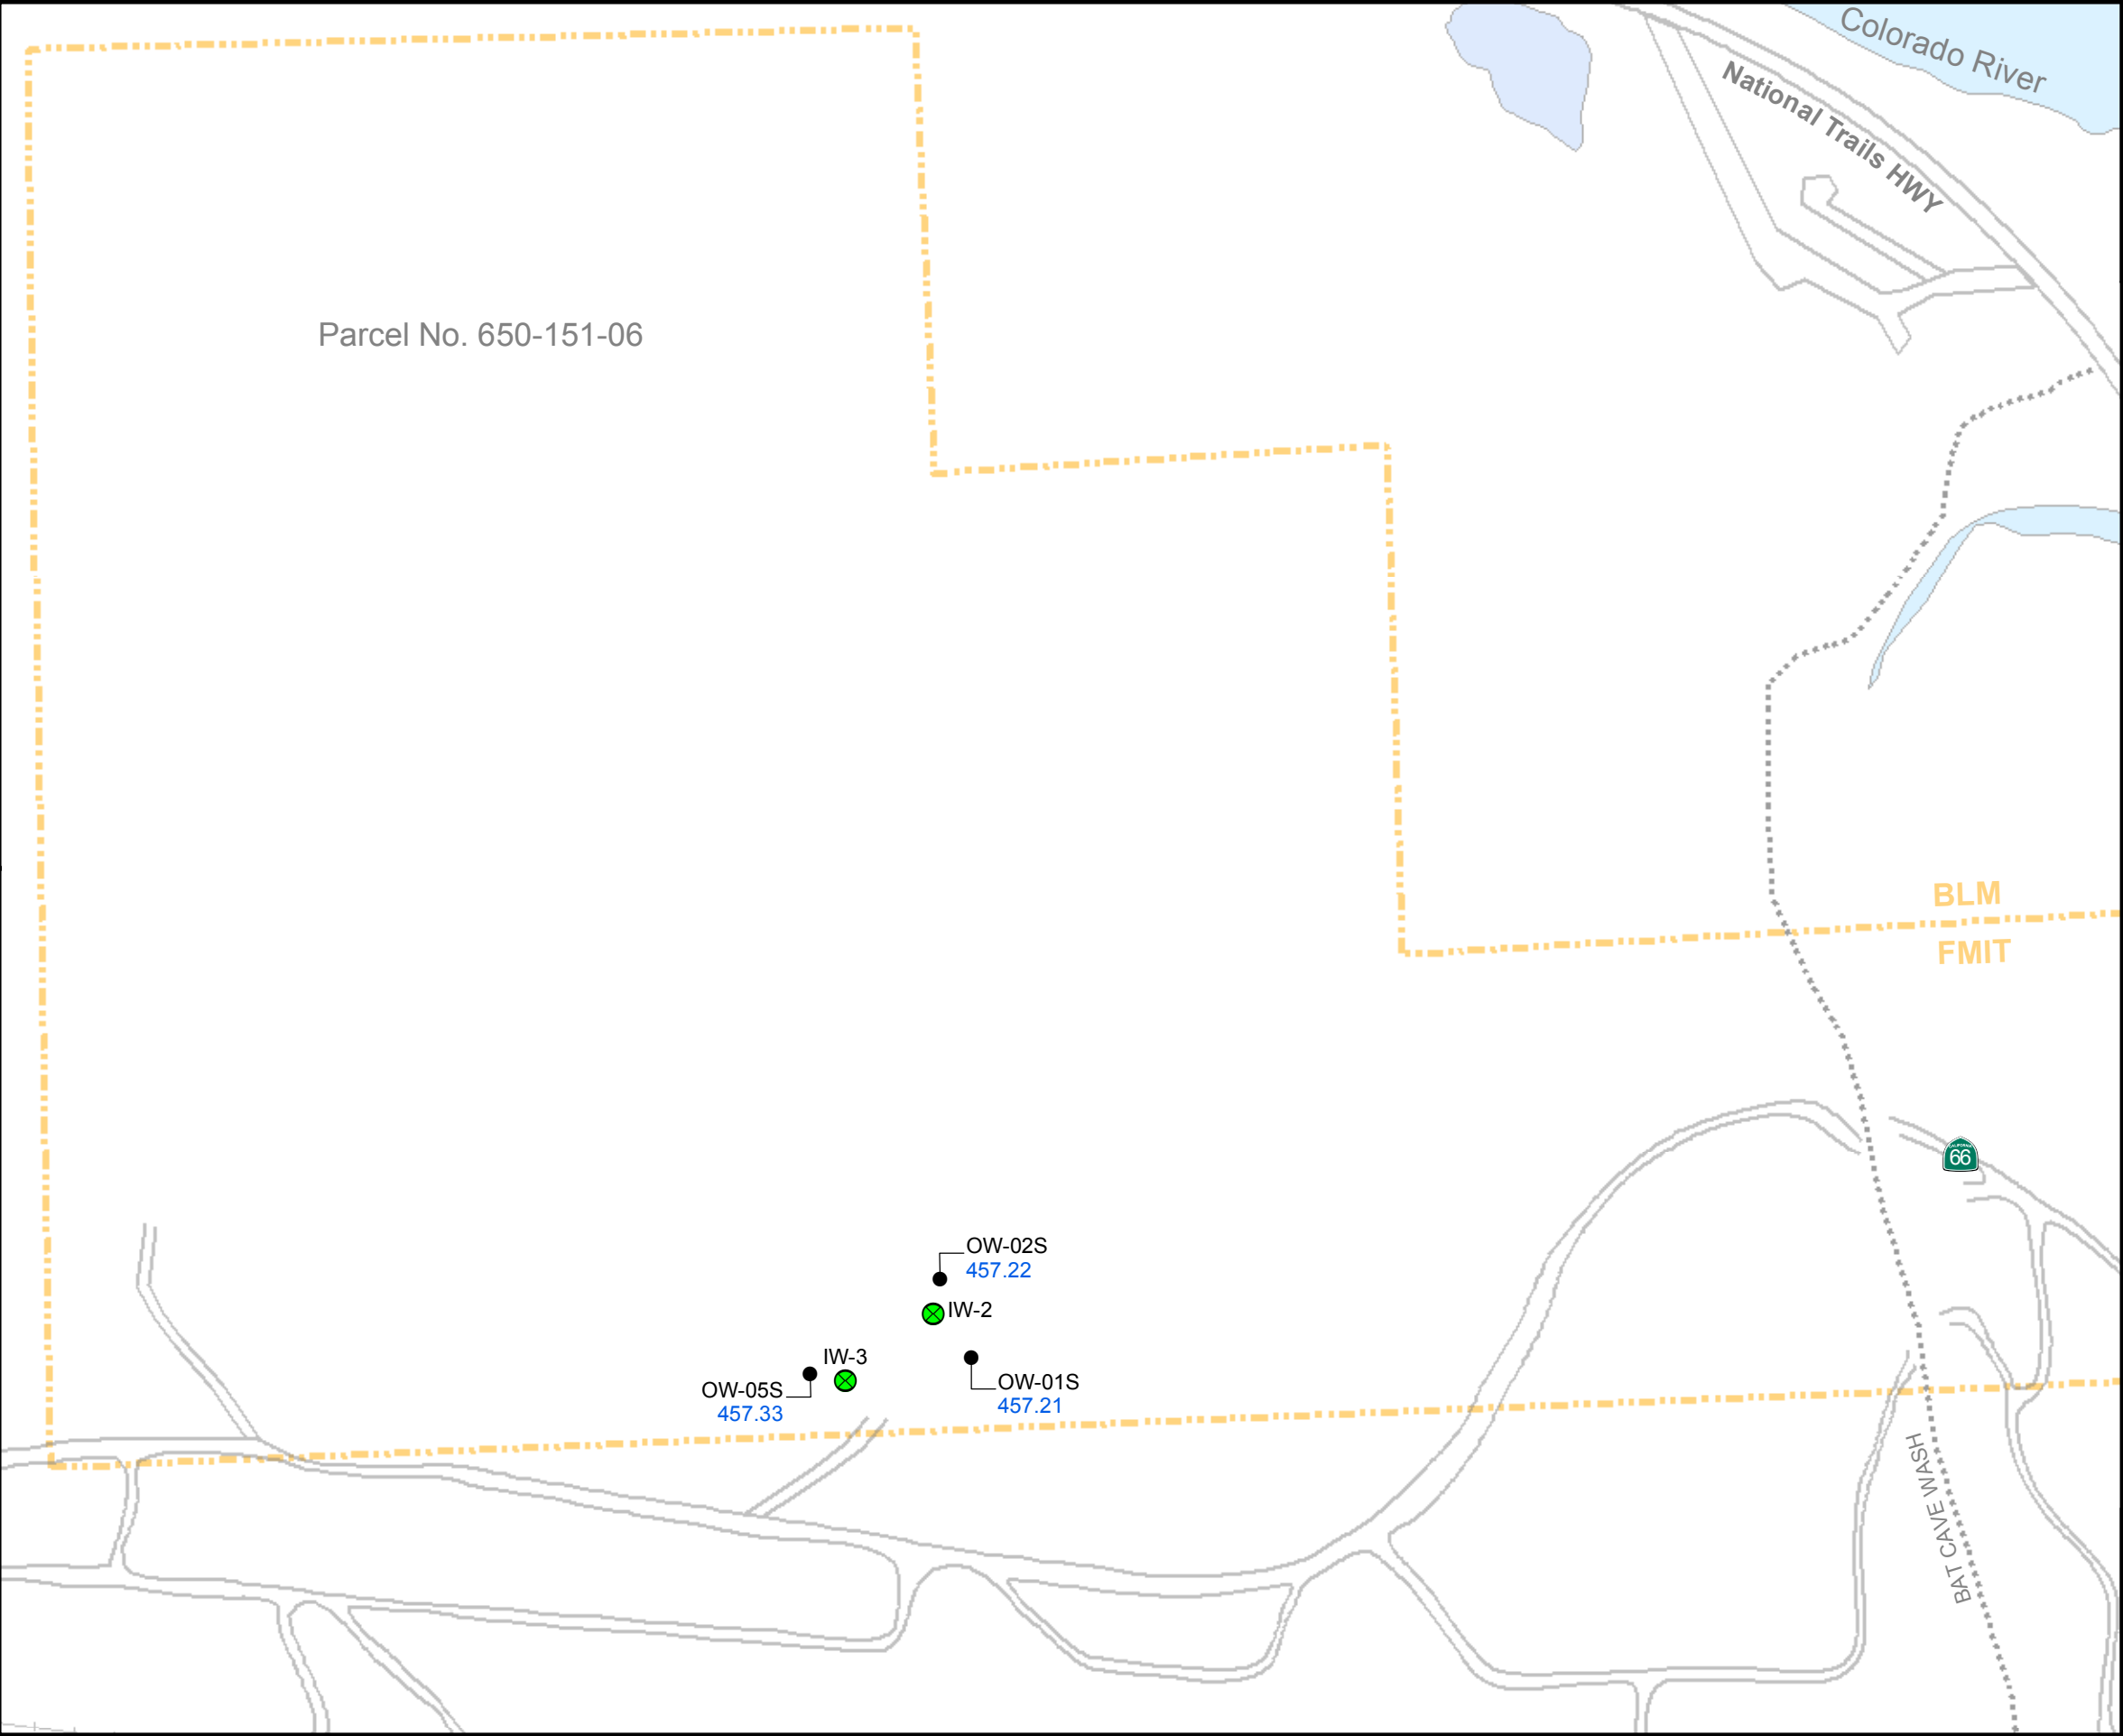 Colorado River
National Trails HWY
Parcel No. 650-151-06
BLM
FMIT
CALIFORNIA
66
OW-02S
457.22
IW-2
IW-3
OW-05S
457.33
OW-01S
457.21
BAT CAVE WASH